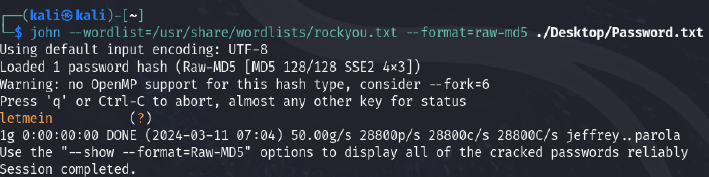 ┌──(kali㉿kali)-[~]
└─$ john --wordlist=/usr/share/wordlists/rockyou.txt --format=raw-md5 ./Desktop/Password.txt
Using default input encoding: UTF-8
Loaded 1 password hash (Raw-MD5 [MD5 128/128 SSE2 4×3])
Warning: no OpenMP support for this hash type, consider --fork=6
Press 'q' or Ctrl-C to abort, almost any other key for status
letmein          (?)
1g 0:00:00:00 DONE (2024-03-11 07:04) 50.00g/s 28800p/s 28800c/s 28800C/s jeffrey..parola
Use the "--show --format=Raw-MD5" options to display all of the cracked passwords reliably
Session completed.